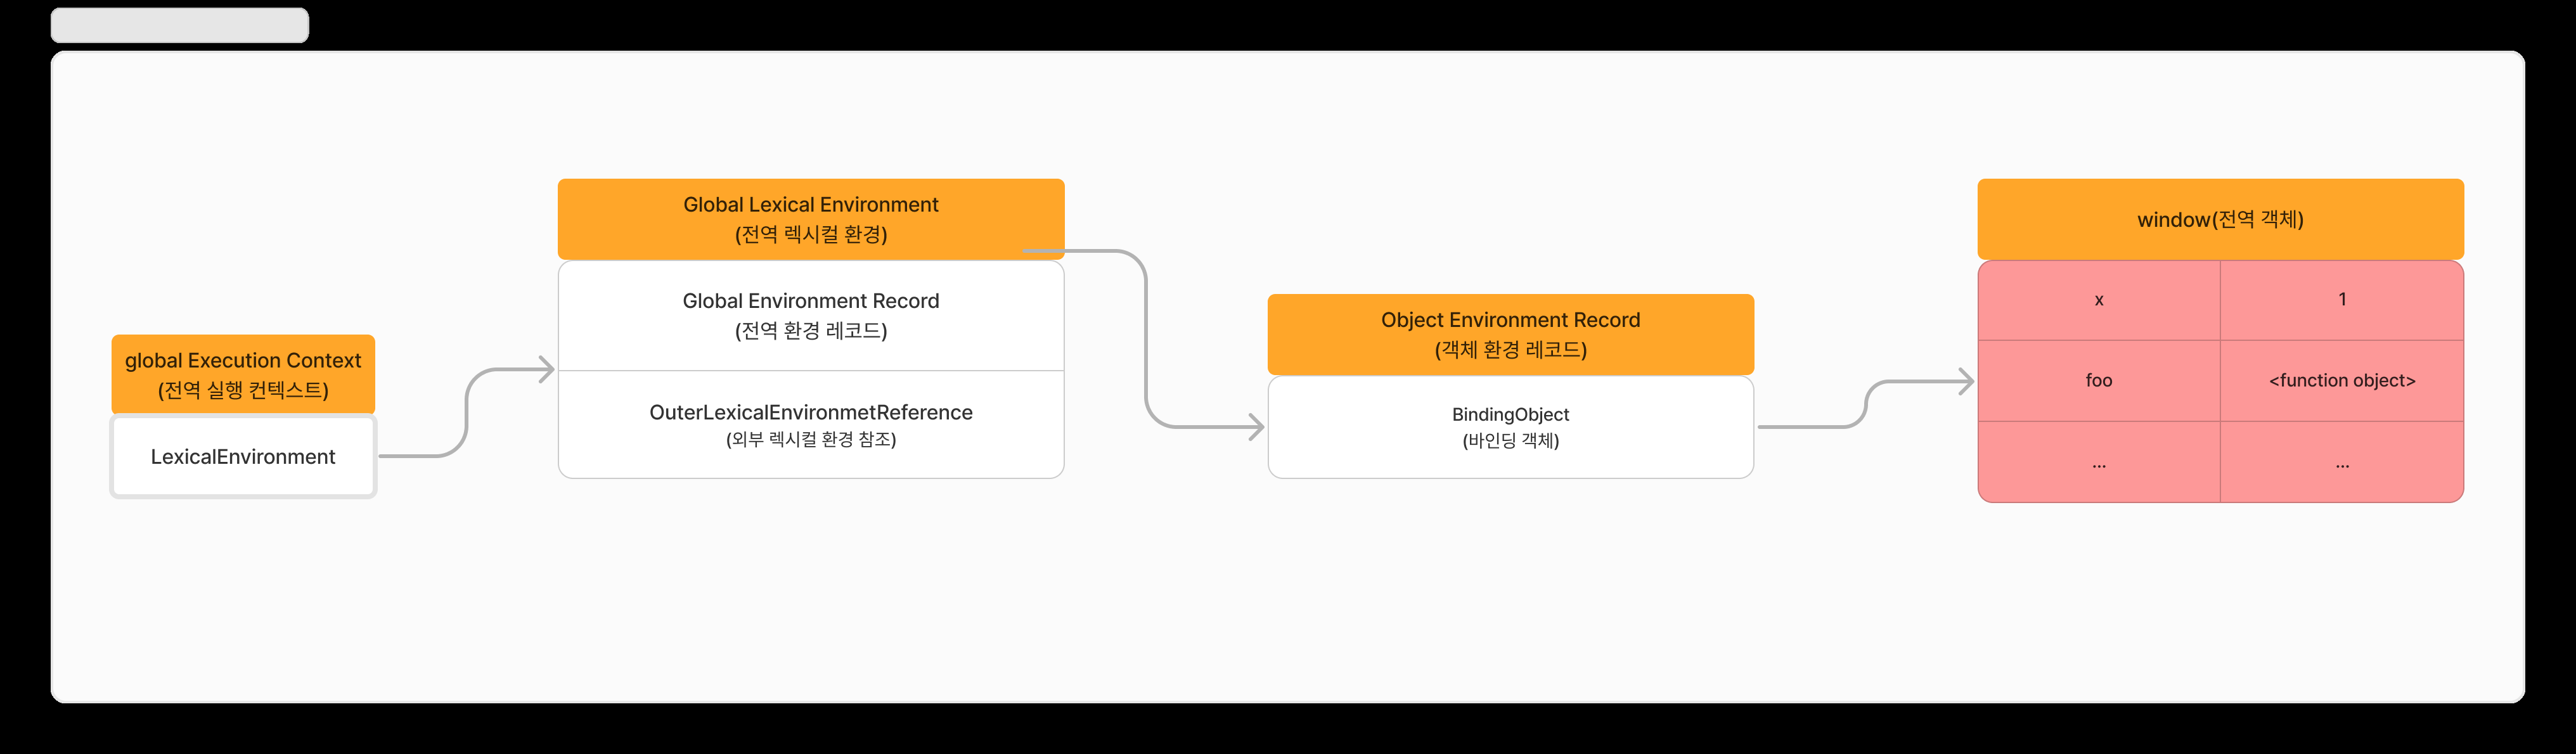 global Execution Context
(전역 실행 컨텍스트)
LexicalEnvironment
Global Lexical Environment
(전역 렉시컬 환경)
Global Environment Record
(전역 환경 레코드)
OuterLexicalEnvironmetReference
(외부 렉시컬 환경 참조)
Object Environment Record
(객체 환경 레코드)
BindingObject
(바인딩 객체)
window(전역 객체)
x 1
foo <function object>
... ...